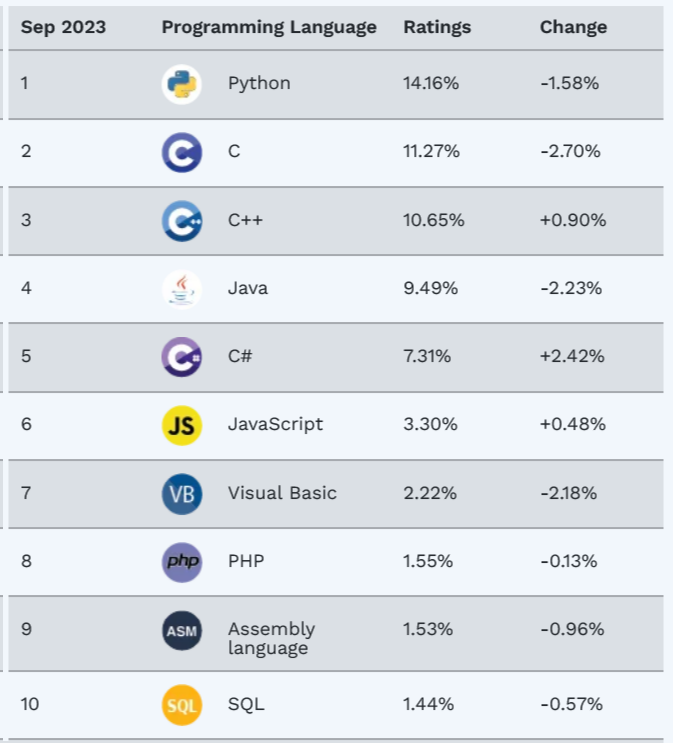 Sep 2023 Programming Language Ratings Change
1 Python 14.16% -1.58%
2 C C 11.27% -2.70%
3 C++ C++ 10.65% +0.90%
4 Java 9.49% -2.23%
5 C# C# 7.31% +2.42%
6 JS JavaScript 3.30% +0.48%
7 VB Visual Basic 2.22% -2.18%
8 php PHP 1.55% -0.13%
9 ASM Assembly language 1.53% -0.96%
10 SQL SQL 1.44% -0.57%